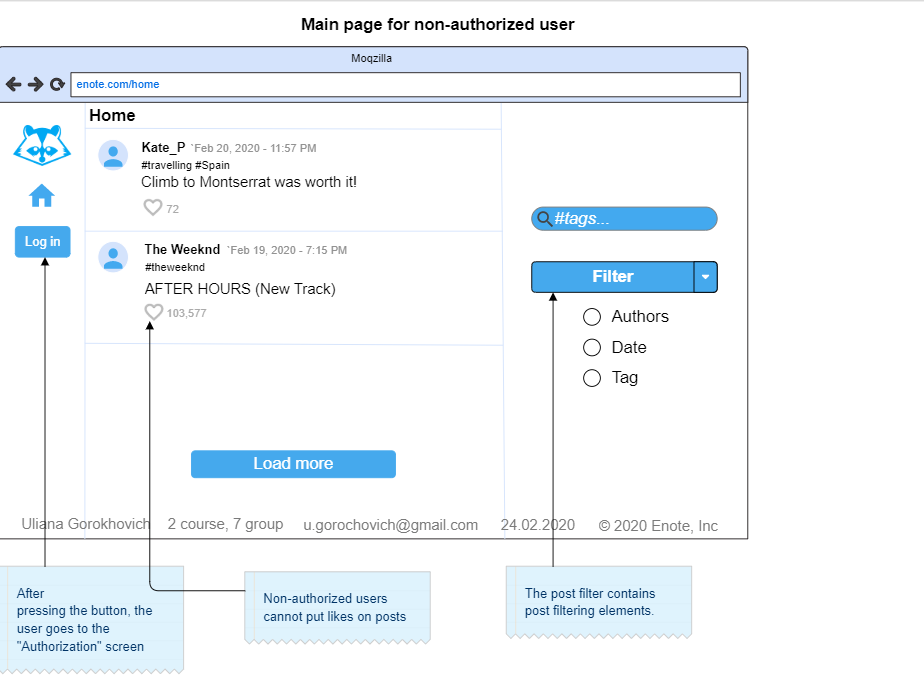 Main page for non-authorized user
Moqzilla
enote.com/home
Home
Kate_P `Feb 20, 2020 - 11:57 PM
#travelling #Spain
Climb to Montserrat was worth it!
72
Log in
The Weeknd `Feb 19, 2020 - 7:15 PM
#theweeknd
AFTER HOURS (New Track)
103,577
Load more
#tags...
Filter
Authors
Date
Tag
Uliana Gorokhovich 2 course, 7 group u.gorochovich@gmail.com 24.02.2020 © 2020 Enote, Inc
After
pressing the button, the
user goes to the
"Authorization" screen
Non-authorized users
cannot put likes on posts
The post filter contains
post filtering elements.